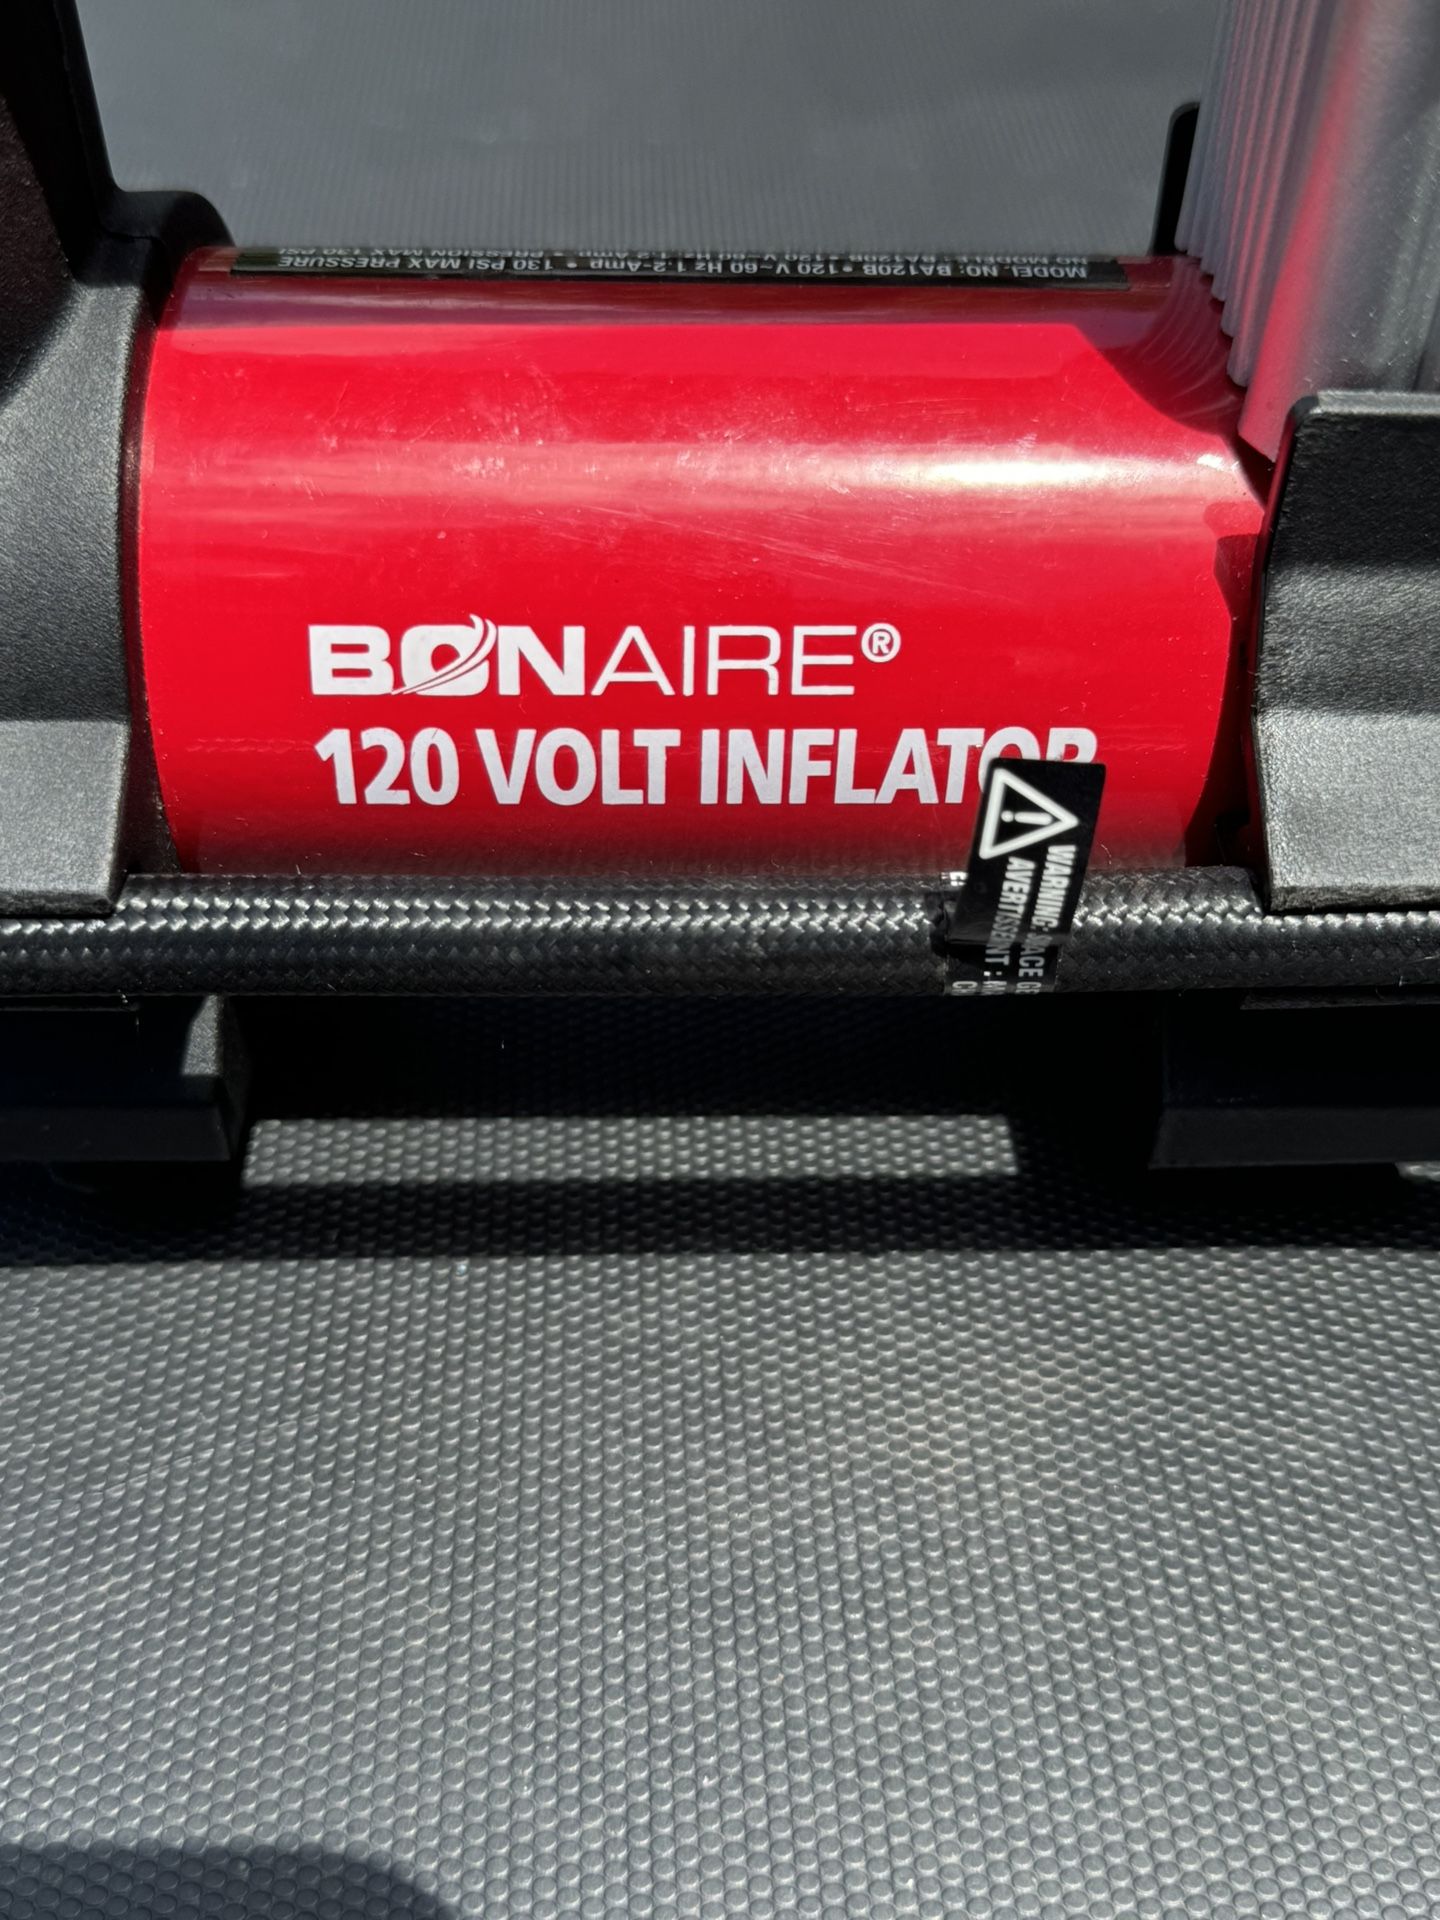 MODEL NO: BA120B • 120 V~60 Hz 1.2-Amp • 130 PSI MAX PRESSURE
BONAIRE®
120 VOLT INFLATOR
WARNING:
AVERTISSEMENT :